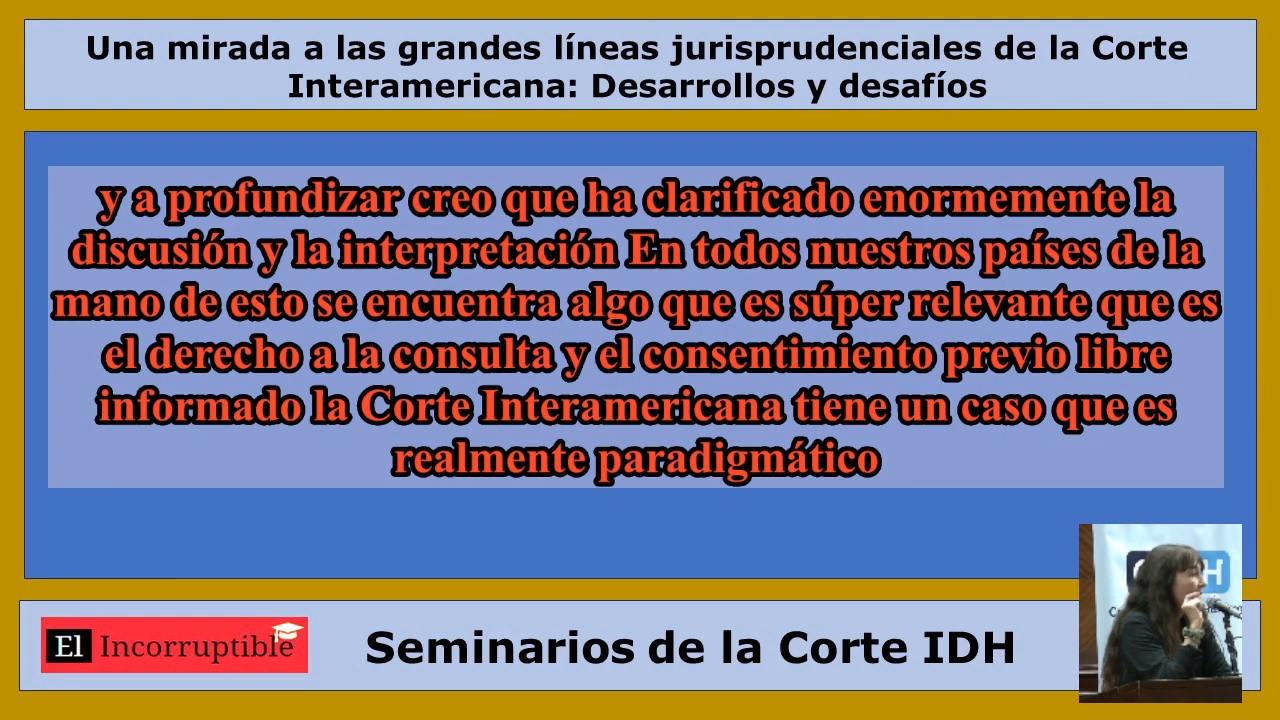 Una mirada a las grandes líneas jurisprudenciales de la Corte
Interamericana: Desarrollos y desafíos
y a profundizar creo que ha clarificado enormemente la
discusión y la interpretación En todos nuestros países de la
mano de esto se encuentra algo que es súper relevante que es
el derecho a la consulta y el consentimiento previo libre
informado la Corte Interamericana tiene un caso que es
realmente paradigmático
El Incorruptible
Seminarios de la Corte IDH